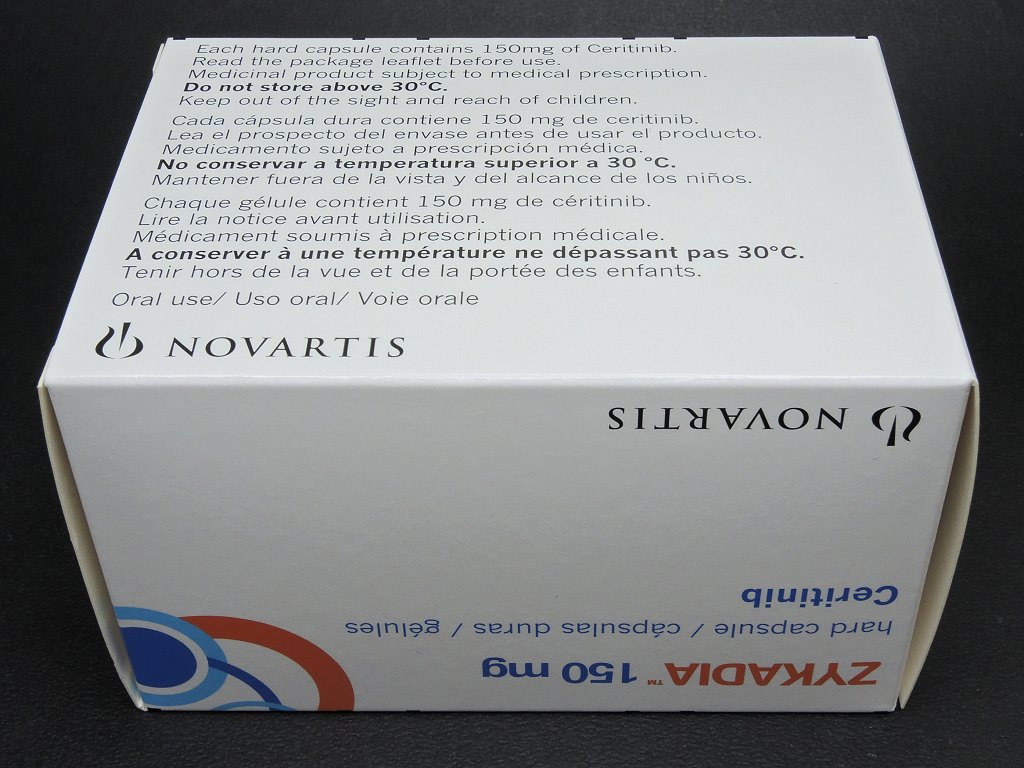 Each hard capsule contains 150mg of Ceritinib.
Read the package leaflet before use.
Medicinal product subject to medical prescription.
Do not store above 30°C.
Keep out of the sight and reach of children.
Cada cápsula dura contiene 150 mg de ceritinib.
Lea el prospecto del envase antes de usar el producto.
Medicamento sujeto a prescripción médica.
No conservar a temperatura superior a 30 °C.
Mantener fuera de la vista y del alcance de los niños.
Chaque gélule contient 150 mg de céritinib.
Lire la notice avant utilisation.
Médicament soumis à prescription médicale.
A conserver à une température ne dépassant pas 30°C.
Tenir hors de la vue et de la portée des enfants.
Oral use/ Uso oral/ Voie orale
NOVARTIS
ZYKADIA™ 150 mg
hard capsule / cápsulas duras / gélules
Ceritinib
NOVARTIS